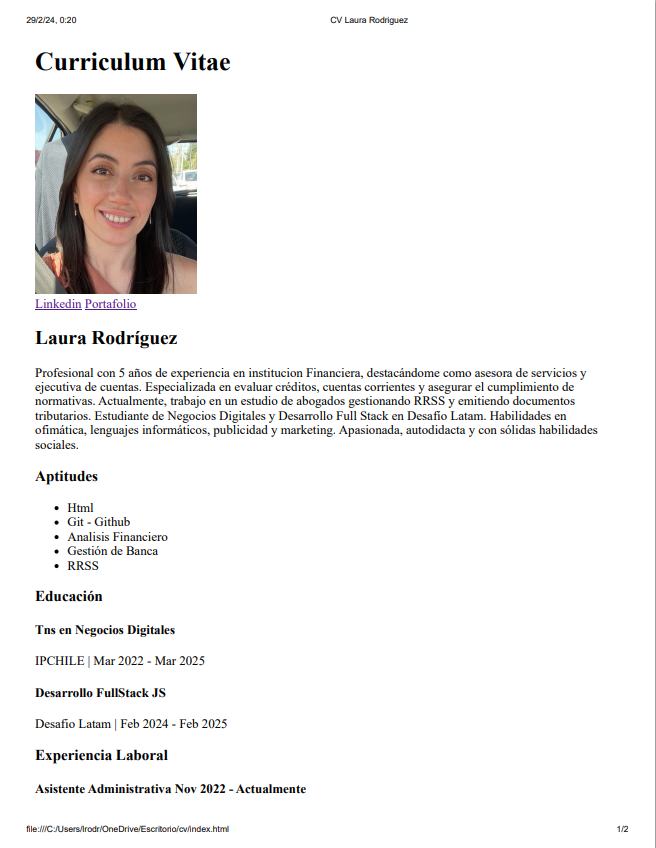 29/2/24, 0:20 CV Laura Rodriguez
Curriculum Vitae
Linkedin Portafolio
Laura Rodríguez
Profesional con 5 años de experiencia en institucion Financiera, destacándome como asesora de servicios y
ejecutiva de cuentas. Especializada en evaluar créditos, cuentas corrientes y asegurar el cumplimiento de
normativas. Actualmente, trabajo en un estudio de abogados gestionando RRSS y emitiendo documentos
tributarios. Estudiante de Negocios Digitales y Desarrollo Full Stack en Desafio Latam. Habilidades en
ofimática, lenguajes informáticos, publicidad y marketing. Apasionada, autodidacta y con sólidas habilidades
sociales.
Aptitudes
• Html
• Git - Github
• Analisis Financiero
• Gestión de Banca
• RRSS
Educación
Tns en Negocios Digitales
IPCHILE | Mar 2022 - Mar 2025
Desarrollo FullStack JS
Desafio Latam | Feb 2024 - Feb 2025
Experiencia Laboral
Asistente Administrativa Nov 2022 - Actualmente
file:///C:/Users/lrodr/OneDrive/Escritorio/cv/index.html 1/2